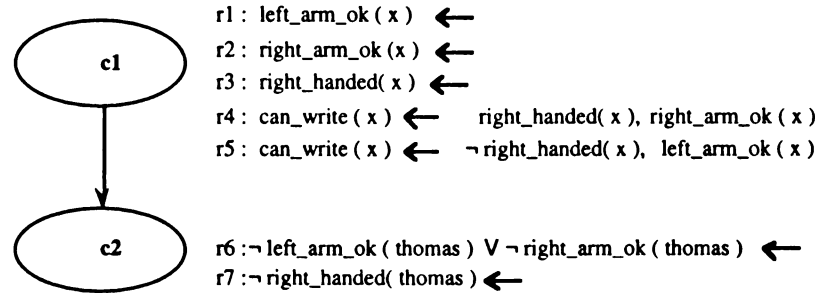 c1
r1 : left_arm_ok ( x ) ←
r2 : right_arm_ok (x ) ←
r3 : right_handed( x ) ←
r4 : can_write ( x ) ← right_handed( x ), right_arm_ok ( x )
r5 : can_write ( x ) ← ¬ right_handed( x ), left_arm_ok ( x )
c2
r6 :¬ left_arm_ok ( thomas ) V ¬ right_arm_ok ( thomas ) ←
r7 :¬ right_handed( thomas ) ←